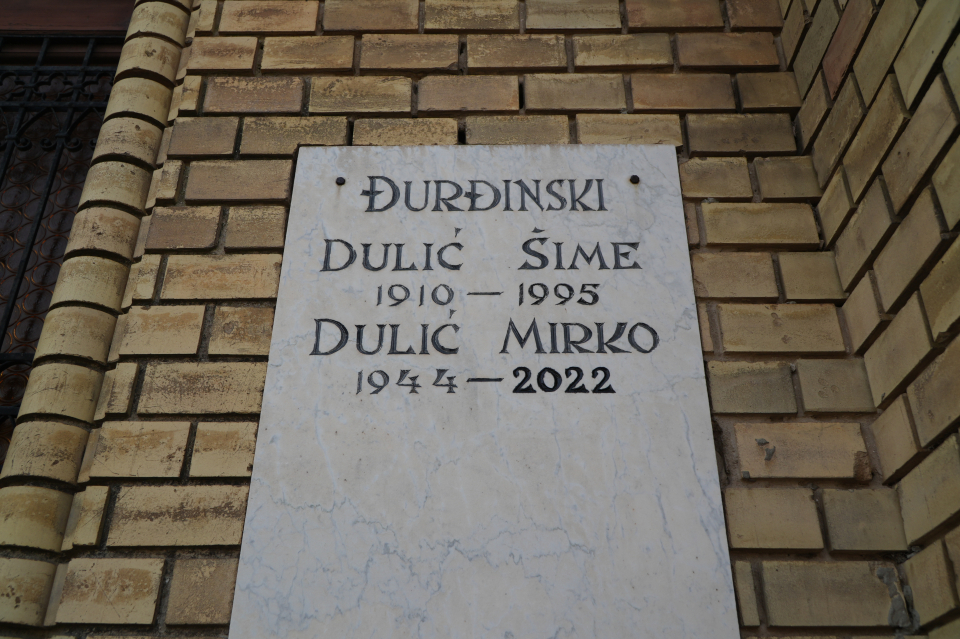 ĐURĐINSKI
DULIĆ ŠIME
1910 — 1995
DULIĆ MIRKO
1944 — 2022